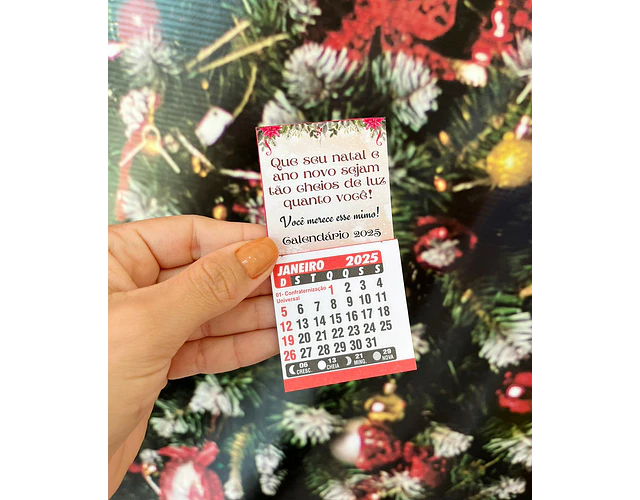 Que seu natal e
ano novo sejam
tão cheios de luz
quanto você!
Você merece esse mimo!
Calendário 2025
JANEIRO 2025
D S T Q Q S S
01- Confraternização Universal 1 2 3 4
5 6 7 8 9 10 11
12 13 14 15 16 17 18
19 20 21 22 23 24 25
26 27 28 29 30 31
06 CRESC. 13 CHEIA 21 MING. 29 NOVA